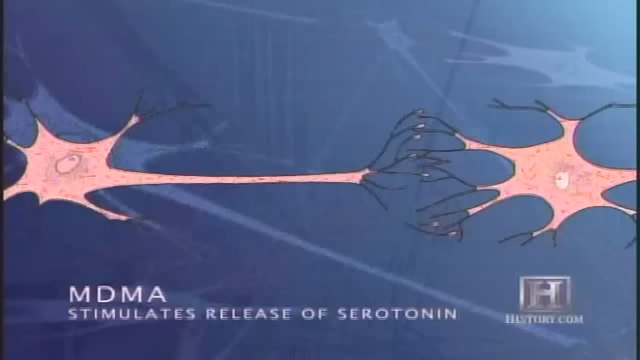 MDMA
STIMULATES RELEASE OF SEROTONIN
H
HISTORY.COM